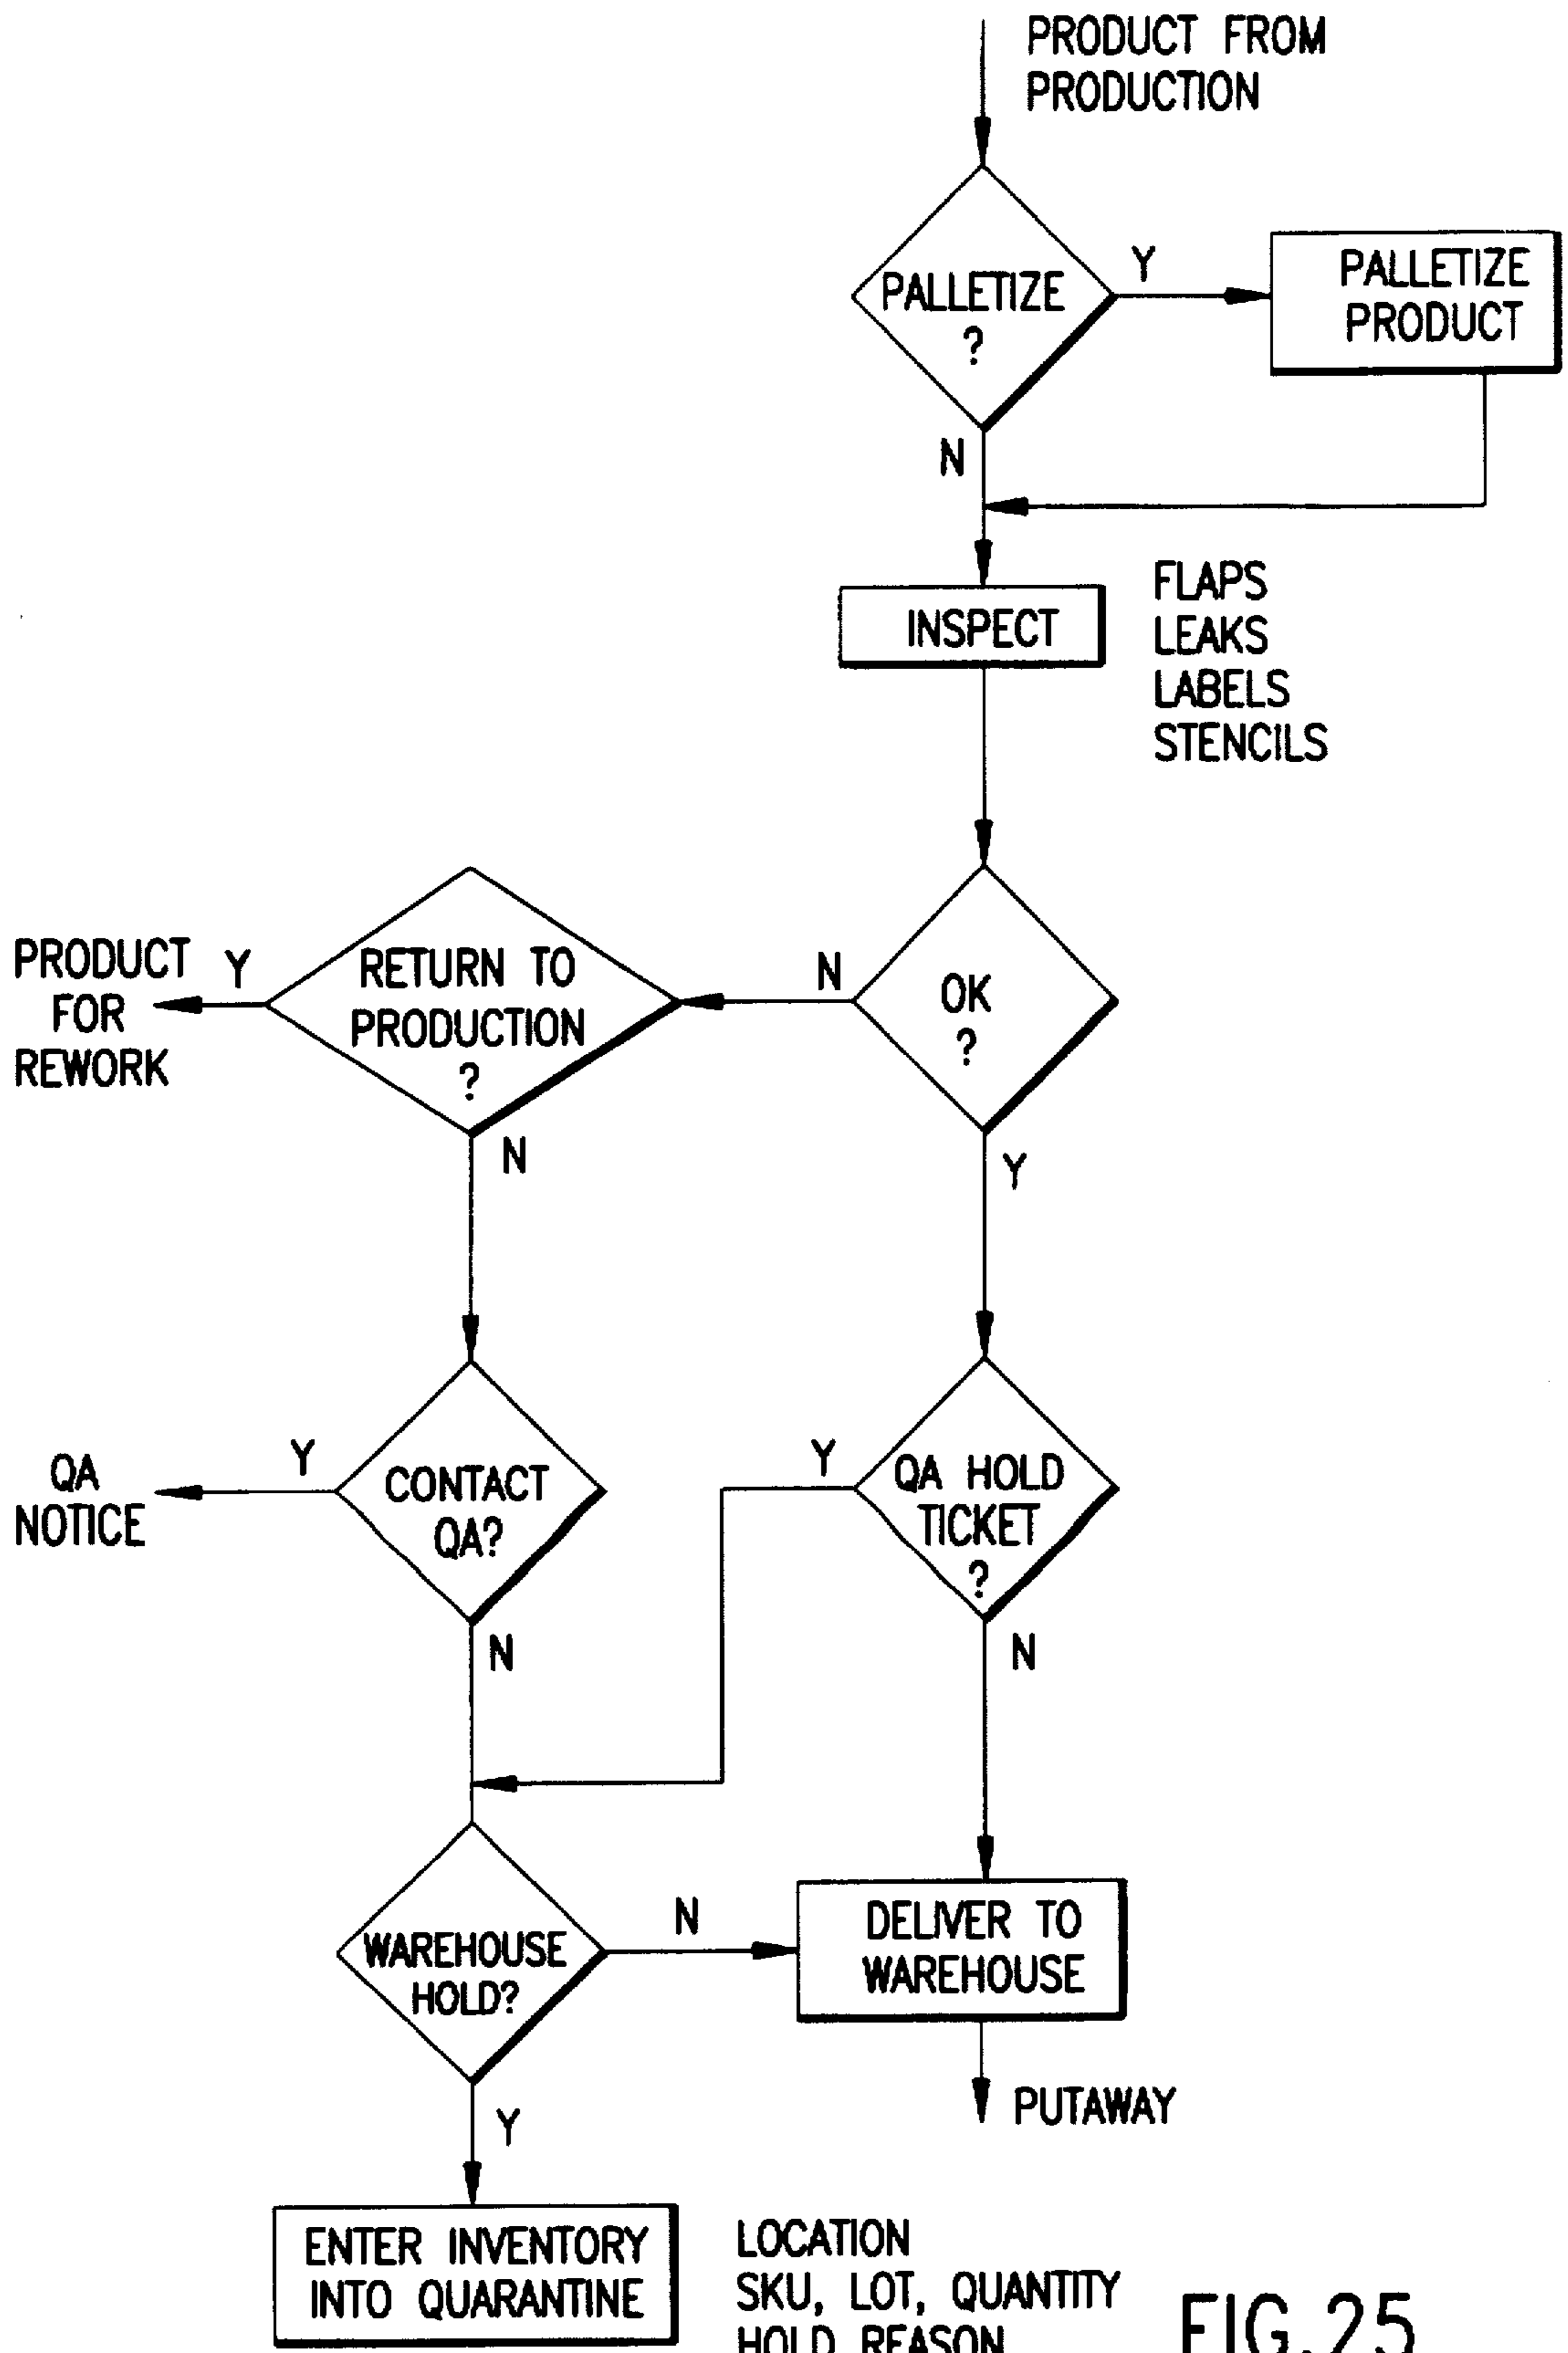 PRODUCT FROM
PRODUCTION
PALLETIZE
?
Y
PALLETIZE
PRODUCT
N
INSPECT
FLAPS
LEAKS
LABELS
STENCILS
PRODUCT
FOR
REWORK
Y
RETURN TO
PRODUCTION
?
N
OK
?
N
Y
QA
NOTICE
Y
CONTACT
QA?
Y
QA HOLD
TICKET
?
N
N
WAREHOUSE
HOLD?
N
DELIVER TO
WAREHOUSE
Y
PUTAWAY
ENTER INVENTORY
INTO QUARANTINE
LOCATION
SKU, LOT, QUANTITY
HOLD REASON
FIG.25